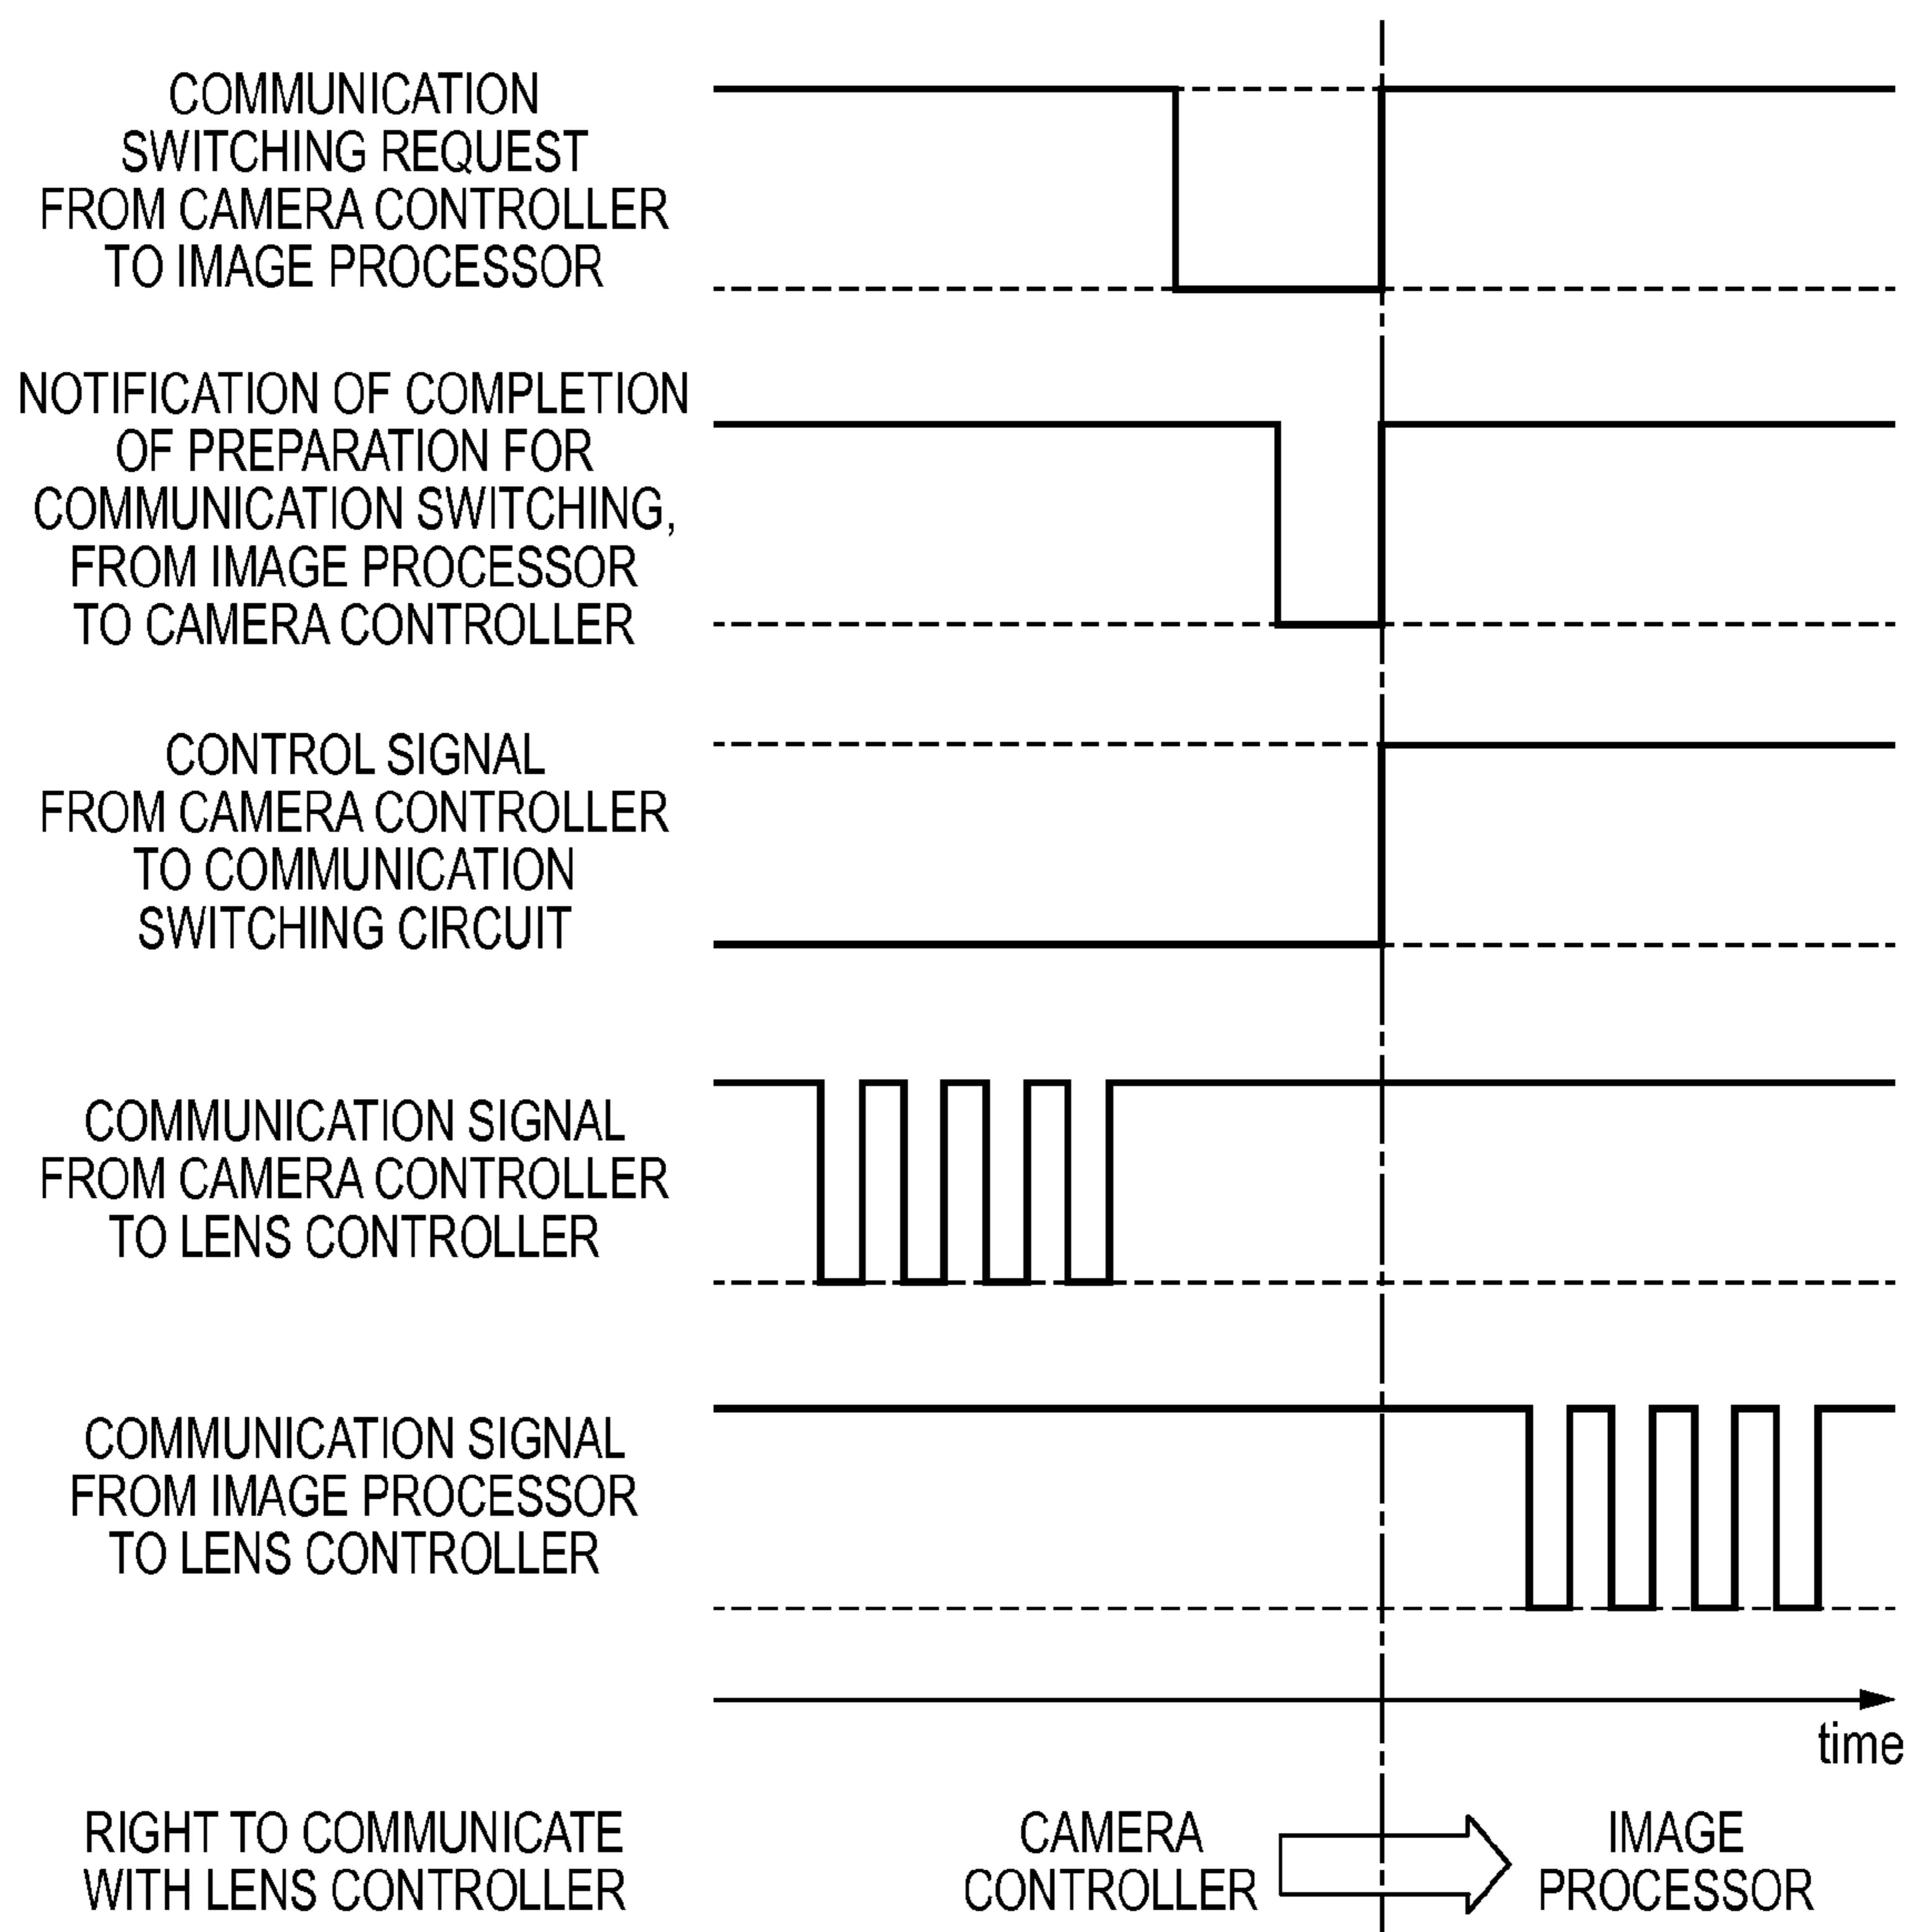 COMMUNICATION
SWITCHING REQUEST
FROM CAMERA CONTROLLER
TO IMAGE PROCESSOR
NOTIFICATION OF COMPLETION
OF PREPARATION FOR
COMMUNICATION SWITCHING,
FROM IMAGE PROCESSOR
TO CAMERA CONTROLLER
CONTROL SIGNAL
FROM CAMERA CONTROLLER
TO COMMUNICATION
SWITCHING CIRCUIT
COMMUNICATION SIGNAL
FROM CAMERA CONTROLLER
TO LENS CONTROLLER
COMMUNICATION SIGNAL
FROM IMAGE PROCESSOR
TO LENS CONTROLLER
time
RIGHT TO COMMUNICATE
WITH LENS CONTROLLER
CAMERA
CONTROLLER
IMAGE
PROCESSOR